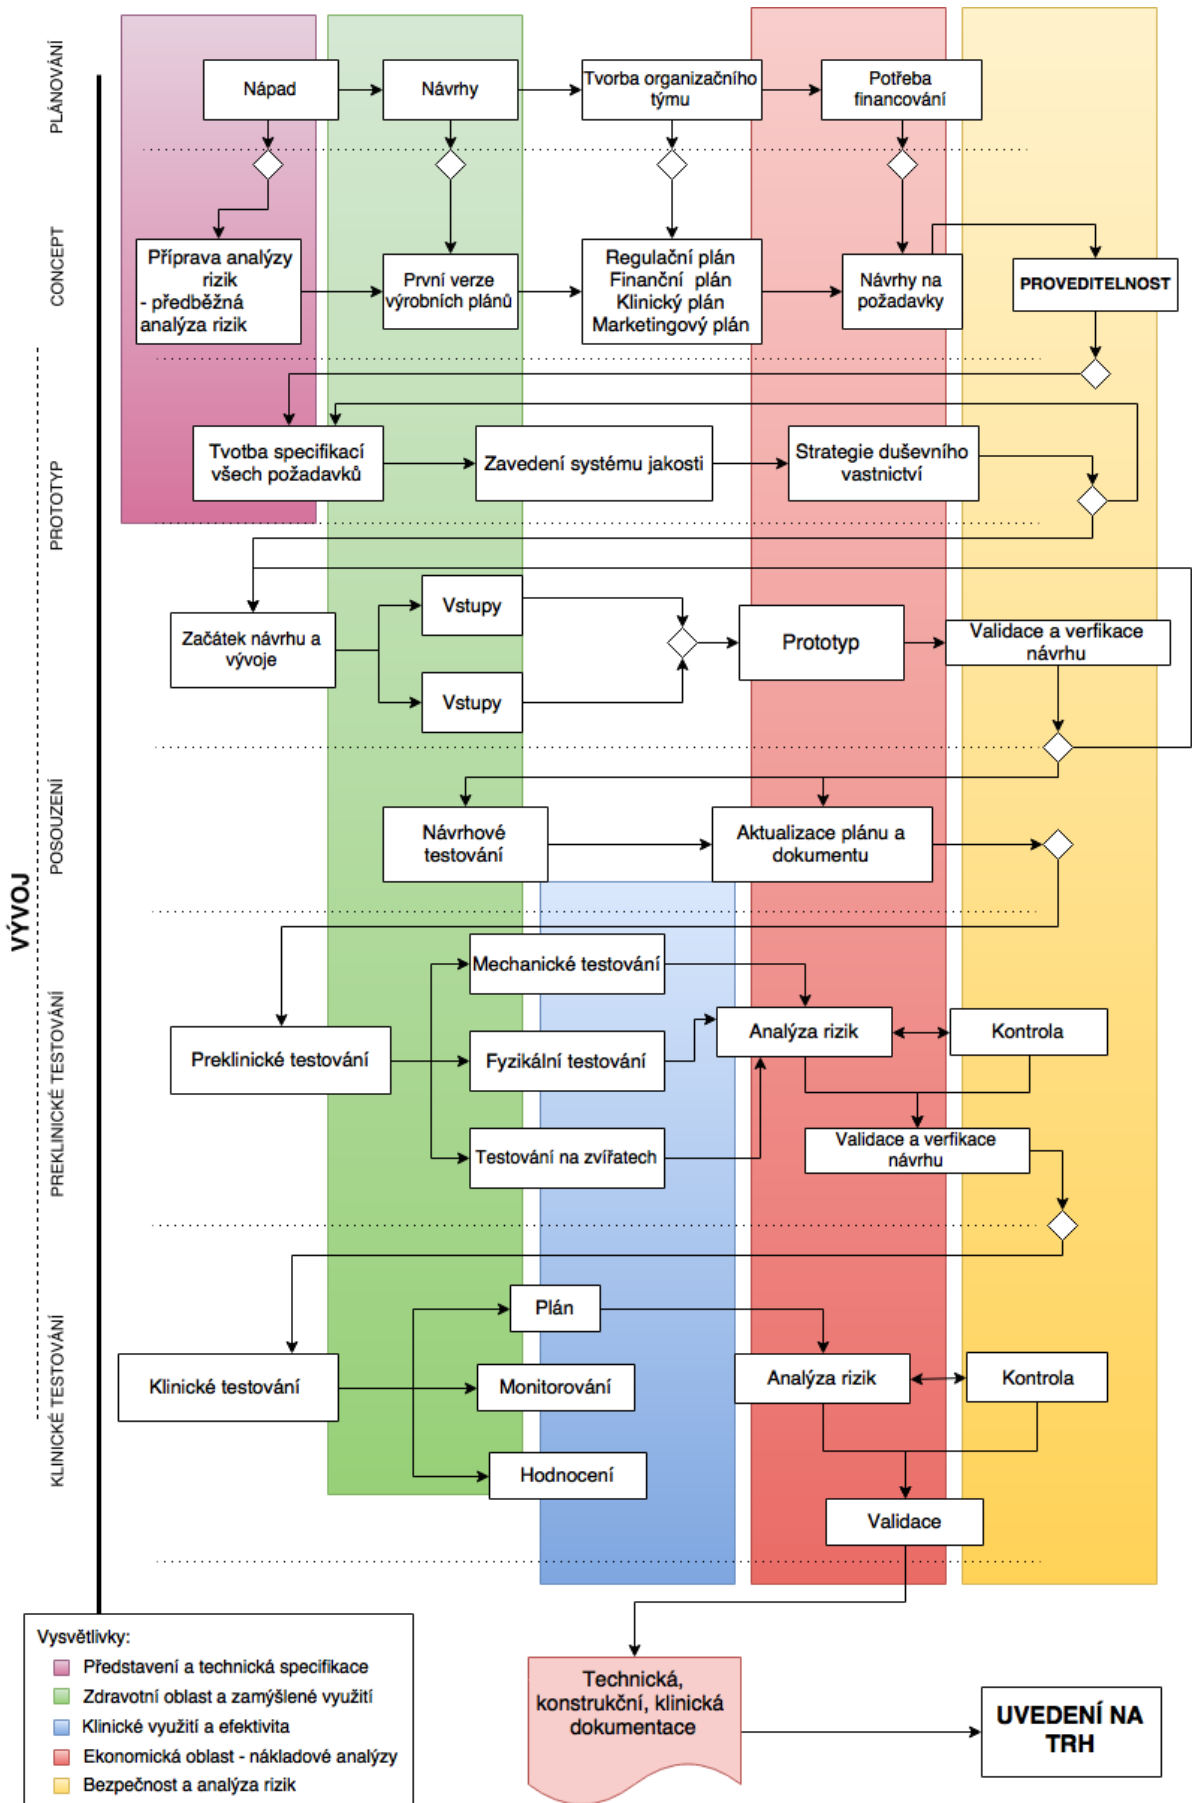 PLÁNOVÁNÍ
Nápad
Návrhy
Tvorba organizačního
týmu
Potřeba
financování
CONCEPT
Příprava analýzy
rizik
- předběžná
analýza rizik
První verze
výrobních plánů
Regulační plán
Finanční plán
Klinický plán
Marketingový plán
Návrhy na
požadavky
PROVEDITELNOST
VÝVOJ
PROTOTYP
Tvotba specifikací
všech požadavků
Zavedení systému jakosti
Strategie duševního
vastnictví
Začátek návrhu a
vývoje
Vstupy
Vstupy
Prototyp
Validace a verfikace
návrhu
POSOUZENÍ
Návrhové
testování
Aktualizace plánu a
dokumentu
PREKLINICKÉ TESTOVÁNÍ
Preklinické testování
Mechanické testování
Fyzikální testování
Testování na zvířatech
Analýza rizik
Kontrola
Validace a verfikace
návrhu
KLINICKÉ TESTOVÁNÍ
Klinické testování
Plán
Monitorování
Hodnocení
Analýza rizik
Kontrola
Validace
Vysvětlivky:
Představení a technická specifikace
Zdravotní oblast a zamýšlené využití
Klinické využití a efektivita
Ekonomická oblast - nákladové analýzy
Bezpečnost a analýza rizik
Technická,
konstrukční, klinická
dokumentace
UVEDENÍ NA
TRH